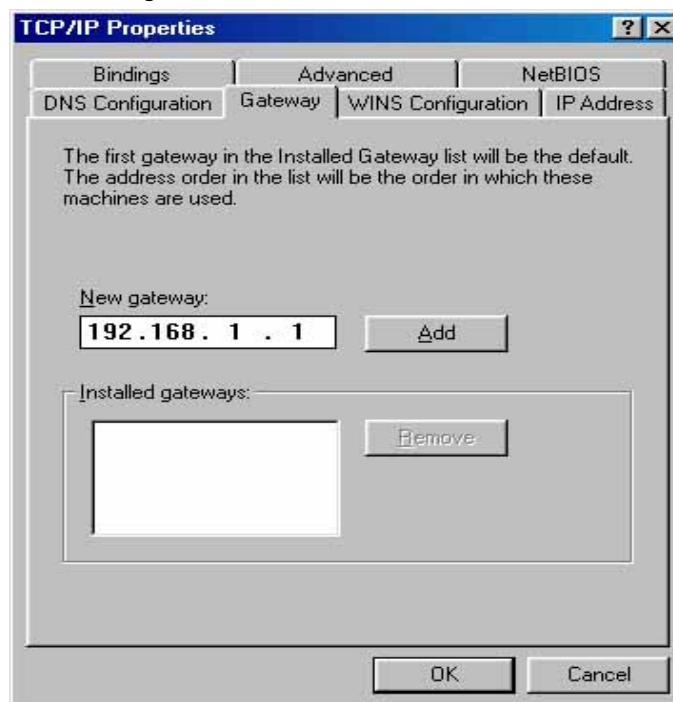 TCP/IP Properties
? ×
Bindings Advanced NetBIOS
DNS Configuration Gateway WINS Configuration IP Address
The first gateway in the Installed Gateway list will be the default.
The address order in the list will be the order in which these
machines are used.
New gateway:
192.168. 1 . 1 Add
Installed gateways:
Remove
OK Cancel